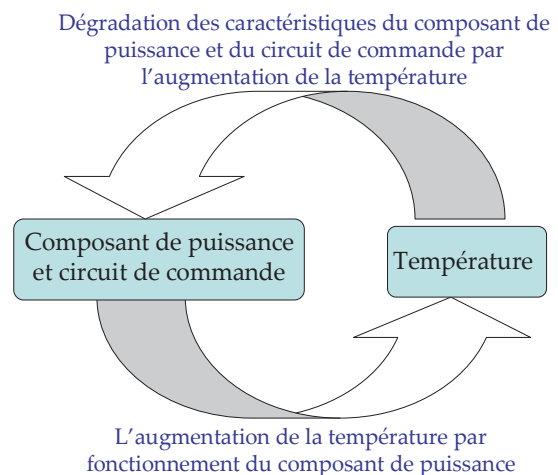 Dégradation des caractéristiques du composant de
puissance et du circuit de commande par
l'augmentation de la température
Composant de puissance
et circuit de commande
Température
L'augmentation de la température par
fonctionnement du composant de puissance